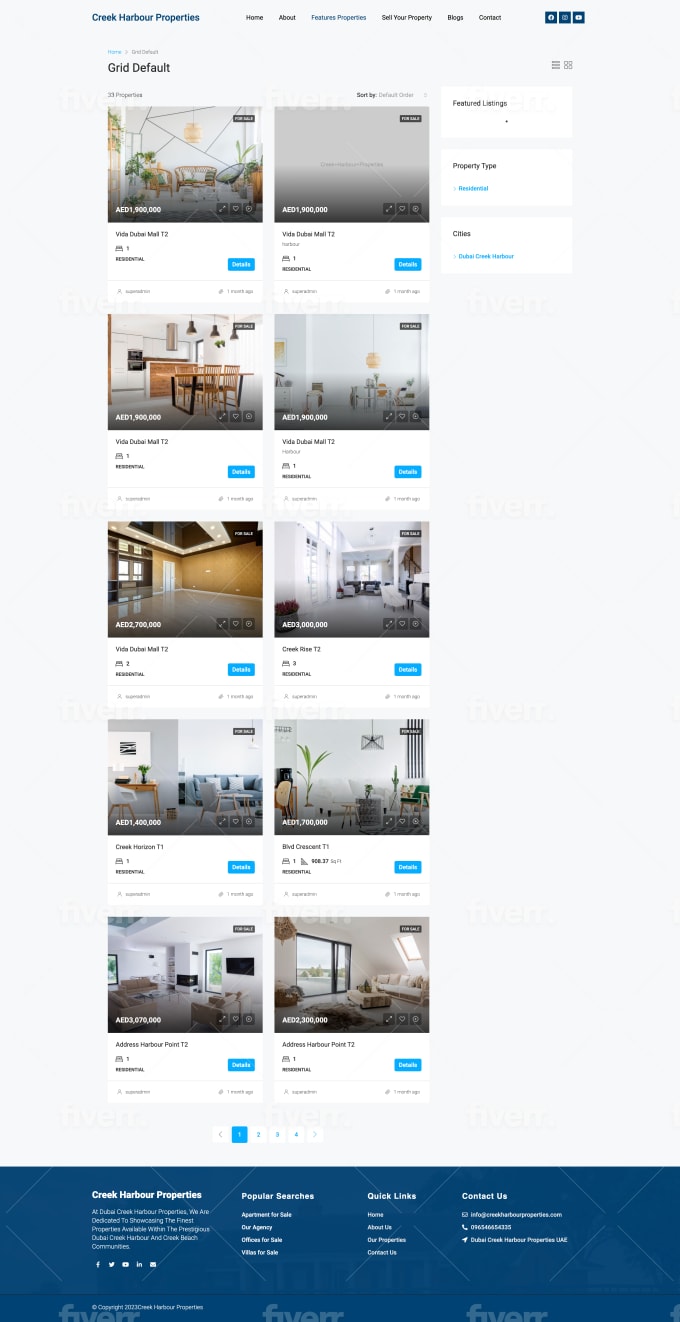 Creek Harbour Properties
Home
About
Features Properties
Sell Your Property
Blogs
Contact
Home > Grid Default
Grid Default
33 Properties
Sort by: Default Order
FOR SALE
AED1,900,000
Vida Dubai Mall T2
1
RESIDENTIAL
Details
superadmin
1 month ago
FOR SALE
Creek+Harbour+Properties
AED1,900,000
Vida Dubai Mall T2
harbour
1
RESIDENTIAL
Details
superadmin
1 month ago
FOR SALE
AED1,900,000
Vida Dubai Mall T2
1
RESIDENTIAL
Details
superadmin
1 month ago
FOR SALE
AED1,900,000
Vida Dubai Mall T2
Harbour
1
RESIDENTIAL
Details
superadmin
1 month ago
FOR SALE
AED2,700,000
Vida Dubai Mall T2
2
RESIDENTIAL
Details
superadmin
1 month ago
FOR SALE
AED3,000,000
Creek Rise T2
3
RESIDENTIAL
Details
superadmin
1 month ago
FOR SALE
AED1,400,000
Creek Horizon T1
1
RESIDENTIAL
Details
superadmin
1 month ago
FOR SALE
AED1,700,000
Blvd Crescent T1
1 908.37 Sq Ft
RESIDENTIAL
Details
superadmin
1 month ago
FOR SALE
AED3,070,000
Address Harbour Point T2
1
RESIDENTIAL
Details
superadmin
1 month ago
FOR SALE
AED2,300,000
Address Harbour Point T2
1
RESIDENTIAL
Details
superadmin
1 month ago
1 2 3 4
Featured Listings
Property Type
Residential
Cities
Dubai Creek Harbour
Creek Harbour Properties
At Dubai Creek Harbour Properties, We Are
Dedicated To Showcasing The Finest
Properties Available Within The Prestigious
Dubai Creek Harbour And Creek Beach
Communities.
Popular Searches
Apartment for Sale
Our Agency
Offices for Sale
Villas for Sale
Quick Links
Home
About Us
Our Properties
Contact Us
Contact Us
info@creekharbourproperties.com
096546654335
Dubai Creek Harbour Properties UAE
© Copyright 2023Creek Harbour Properties
fiverr.